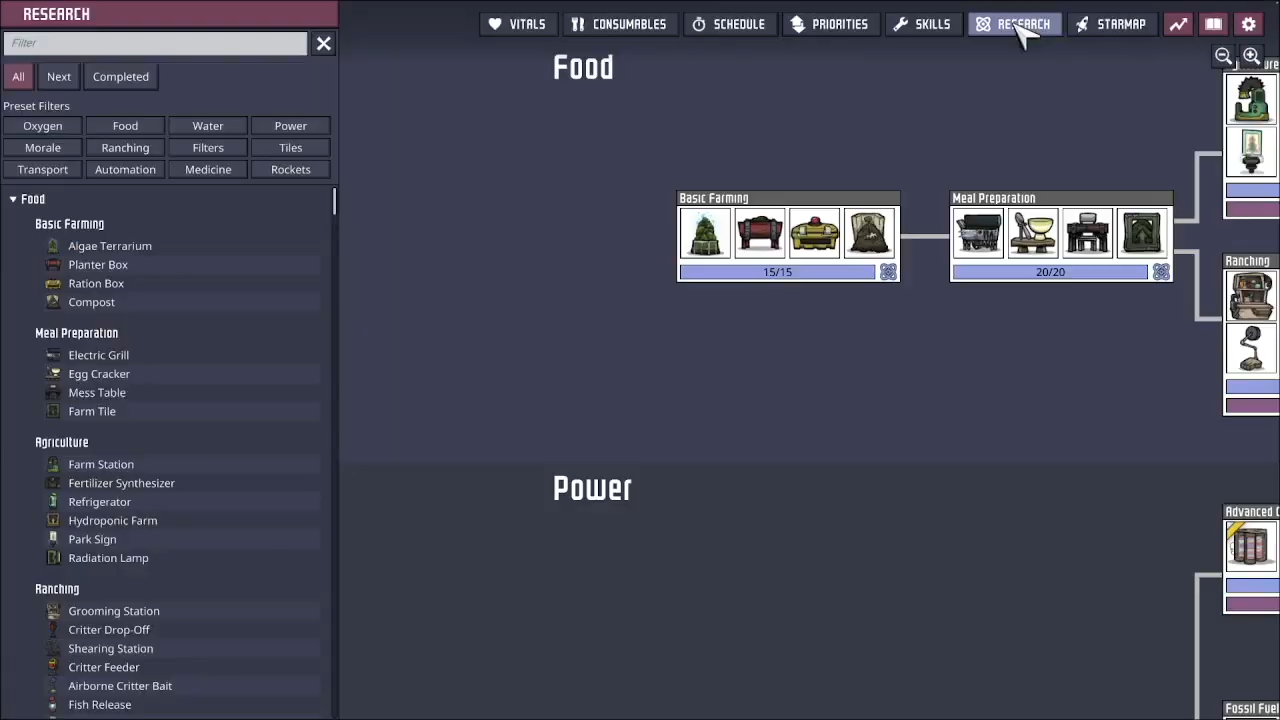 RESEARCH
VITALS
CONSUMABLES
SCHEDULE
PRIORITIES
SKILLS
RESEARCH
STARMAP
Filter
All
Next
Completed
Preset Filters
Oxygen
Food
Water
Power
Morale
Ranching
Filters
Tiles
Transport
Automation
Medicine
Rockets
Food
Basic Farming
Algae Terrarium
Planter Box
Ration Box
Compost
Meal Preparation
Electric Grill
Egg Cracker
Mess Table
Farm Tile
Agriculture
Farm Station
Fertilizer Synthesizer
Refrigerator
Hydroponic Farm
Park Sign
Radiation Lamp
Ranching
Grooming Station
Critter Drop-Off
Shearing Station
Critter Feeder
Airborne Critter Bait
Fish Release
Food
Basic Farming
15/15
Meal Preparation
20/20
Ranching
Power
Advanced C
Fossil Fuel